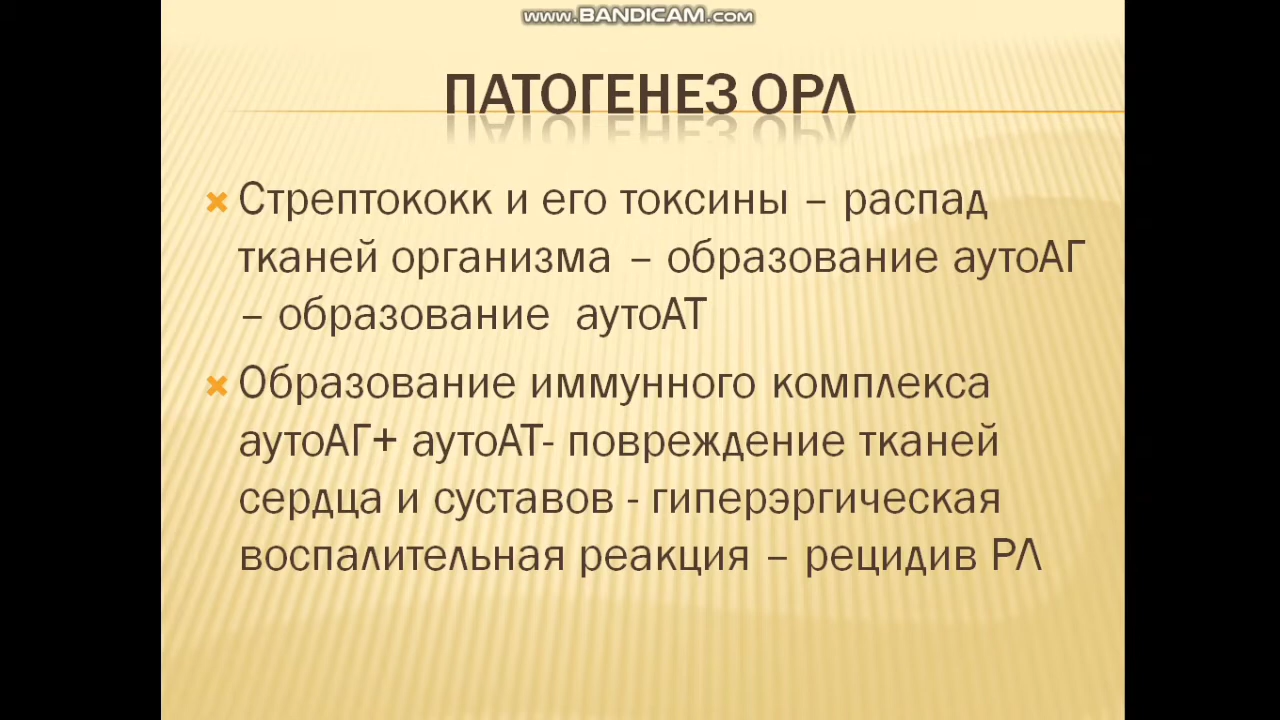 www.BANDICAM.com
ПАТОГЕНЕЗ ОРЛ
Стрептококк и его токсины – распад
тканей организма – образование аутоАГ
– образование аутоАТ
Образование иммунного комплекса
аутоАГ+ аутоАТ- повреждение тканей
сердца и суставов - гиперэргическая
воспалительная реакция – рецидив РЛ